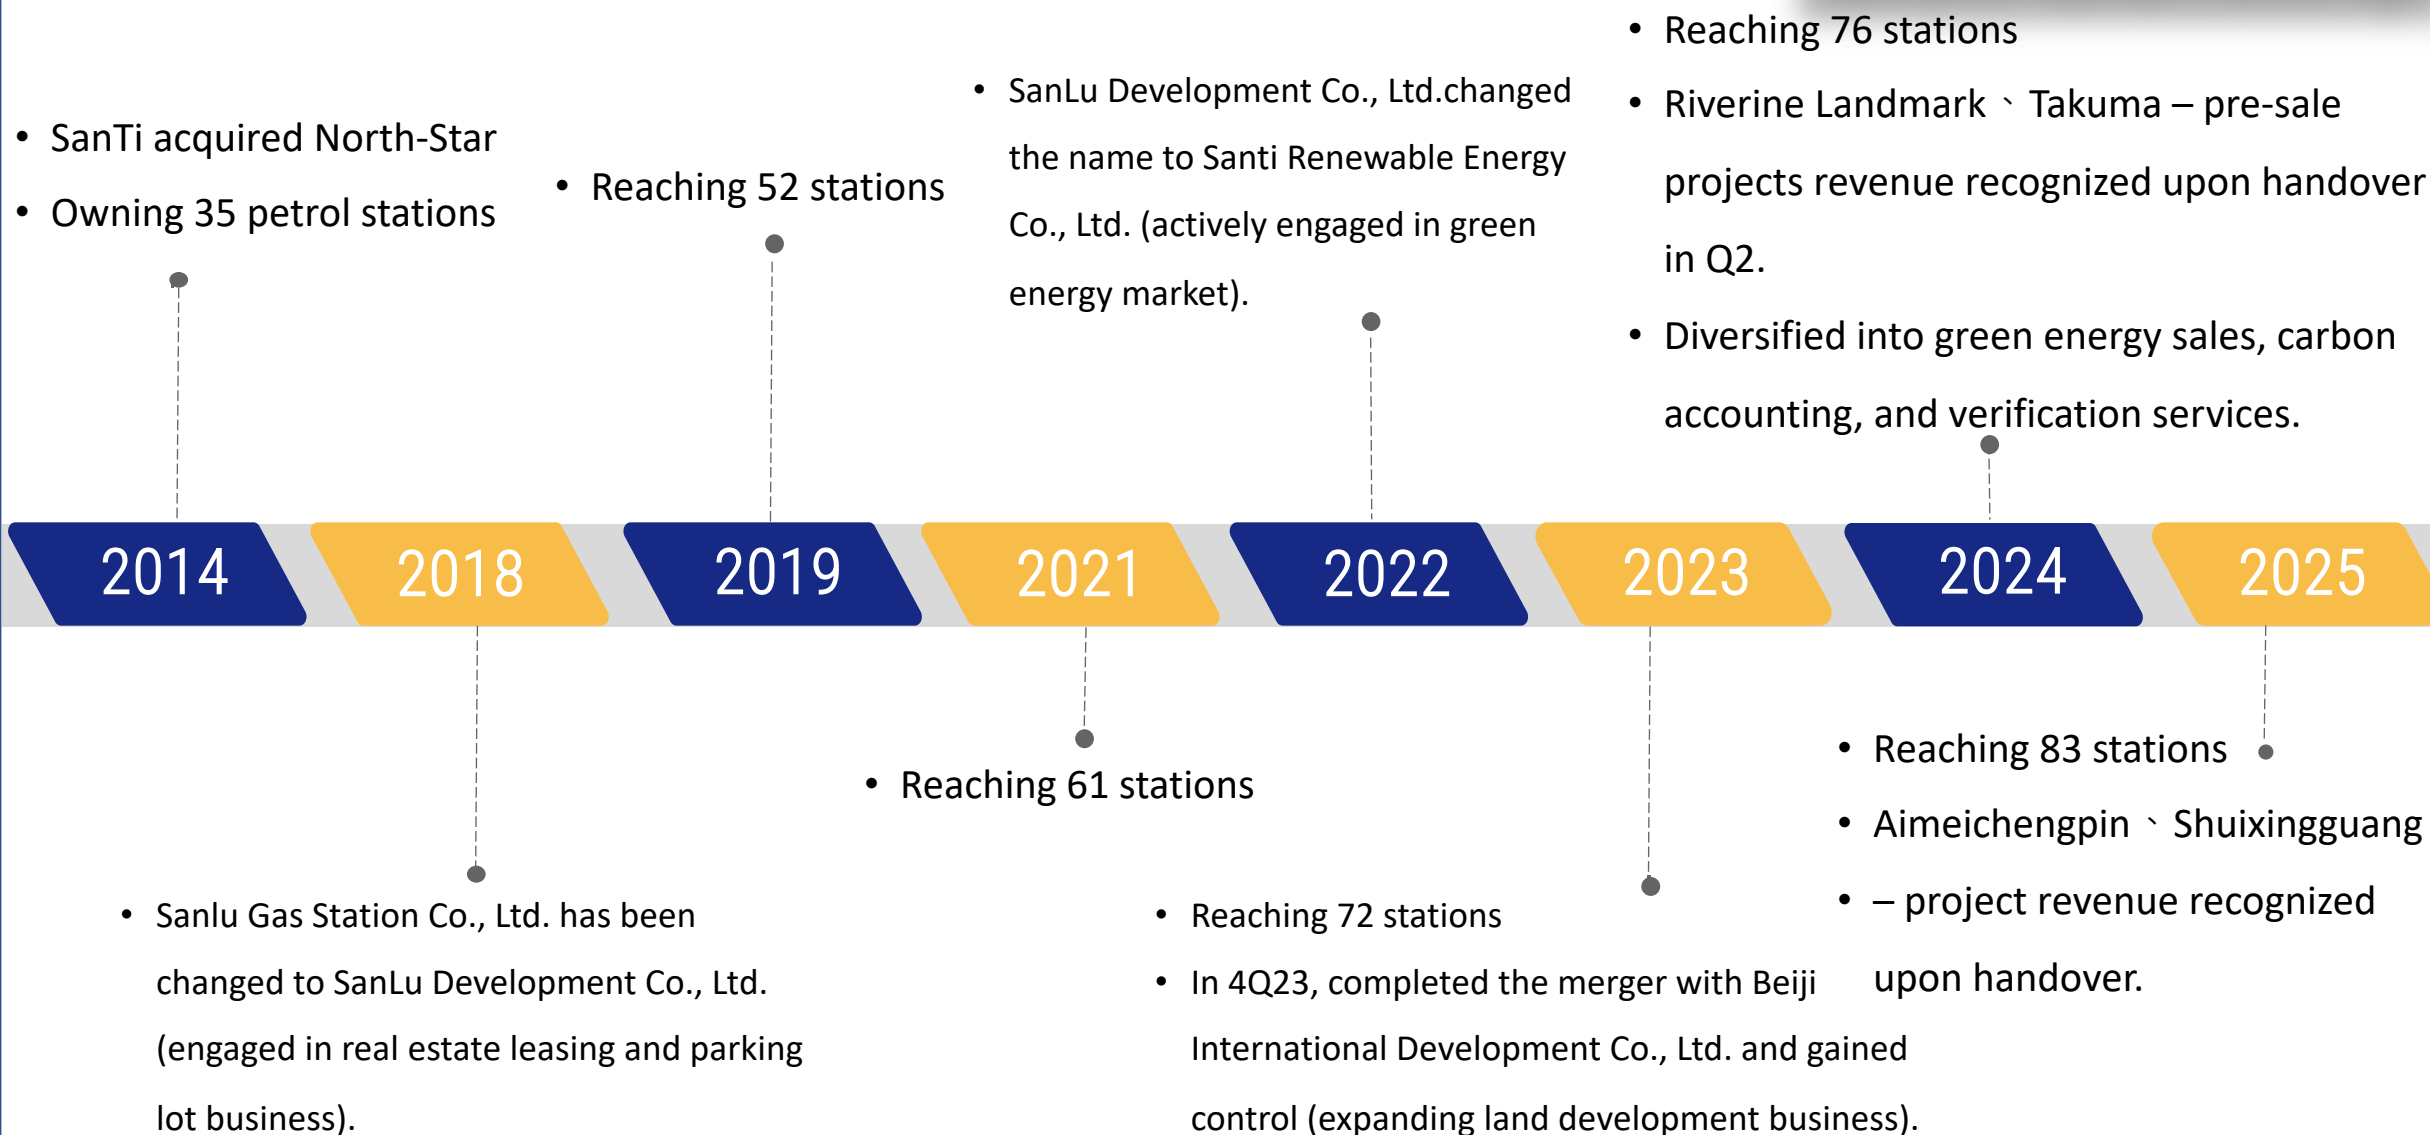 • SanTi acquired North-Star
• Owning 35 petrol stations
• Reaching 52 stations
• SanLu Development Co., Ltd.changed
the name to Santi Renewable Energy
Co., Ltd. (actively engaged in green
energy market).
• Reaching 76 stations
• Riverine Landmark、Takuma – pre-sale
projects revenue recognized upon handover
in Q2.
• Diversified into green energy sales, carbon
accounting, and verification services.
2014
2018
2019
2021
2022
2023
2024
2025
• Sanlu Gas Station Co., Ltd. has been
changed to SanLu Development Co., Ltd.
(engaged in real estate leasing and parking
lot business).
• Reaching 61 stations
• Reaching 72 stations
• In 4Q23, completed the merger with Beiji
International Development Co., Ltd. and gained
control (expanding land development business).
• Reaching 83 stations
• Aimeichengpin、Shuixingguang
• – project revenue recognized
upon handover.